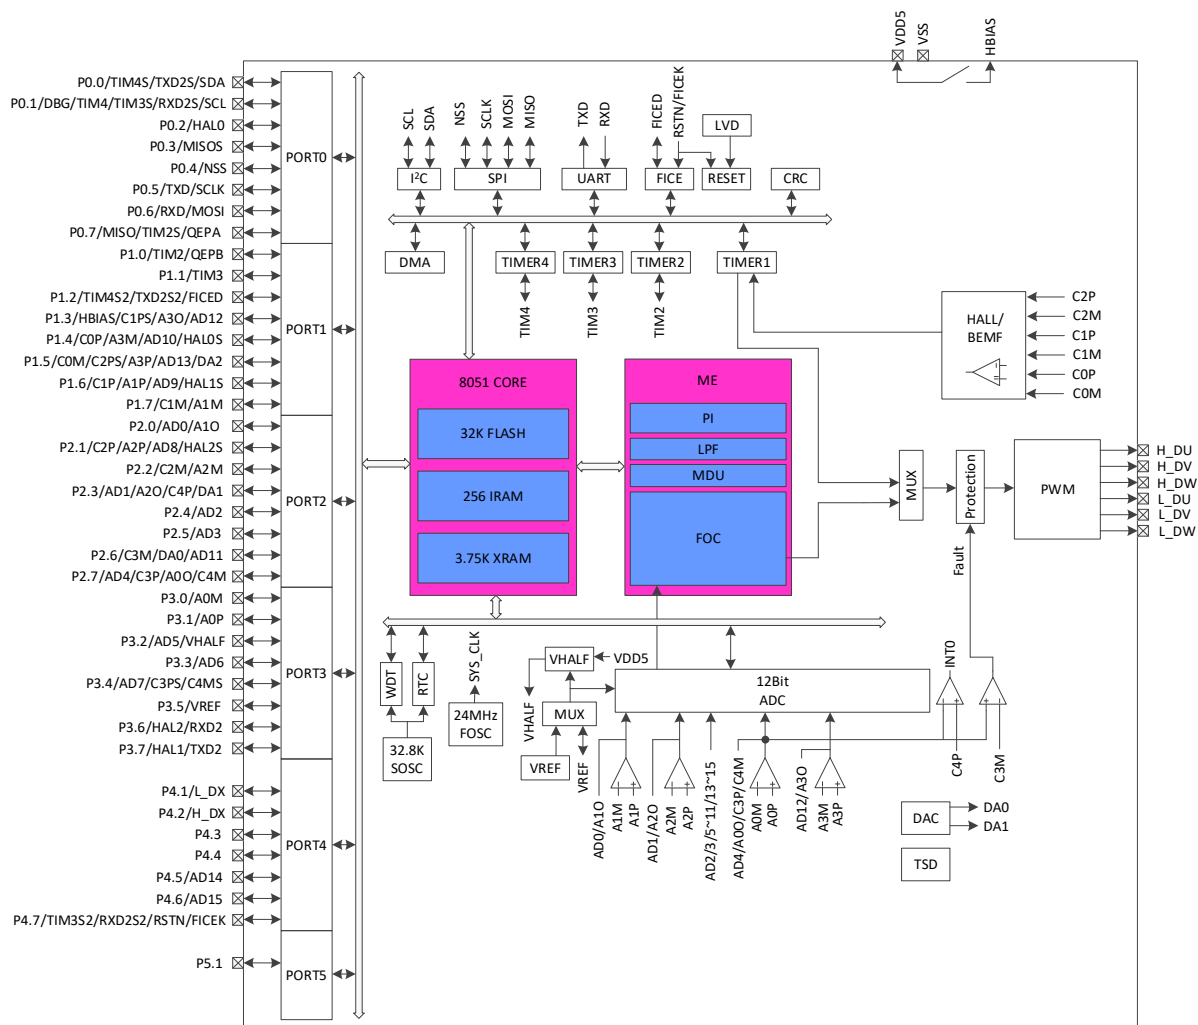 VDD5
VSS
HBIAS
P0.0/TIM4S/TXD2S/SDA
P0.1/DBG/TIM4/TIM3S/RXD2S/SCL
P0.2/HAL0
P0.3/MISOS
P0.4/NSS
P0.5/TXD/SCLK
P0.6/RXD/MOSI
P0.7/MISO/TIM2S/QEPA
PORT0
P1.0/TIM2/QEPB
P1.1/TIM3
P1.2/TIM4S2/TXD2S2/FICED
P1.3/HBIAS/C1PS/A3O/AD12
P1.4/C0P/A3M/AD10/HAL0S
P1.5/C0M/C2PS/A3P/AD13/DA2
P1.6/C1P/A1P/AD9/HAL1S
P1.7/C1M/A1M
PORT1
P2.0/AD0/A1O
P2.1/C2P/A2P/AD8/HAL2S
P2.2/C2M/A2M
P2.3/AD1/A2O/C4P/DA1
P2.4/AD2
P2.5/AD3
P2.6/C3M/DA0/AD11
P2.7/AD4/C3P/A0O/C4M
PORT2
P3.0/A0M
P3.1/A0P
P3.2/AD5/VHALF
P3.3/AD6
P3.4/AD7/C3PS/C4MS
P3.5/VREF
P3.6/HAL2/RXD2
P3.7/HAL1/TXD2
PORT3
P4.1/L_DX
P4.2/H_DX
P4.3
P4.4
P4.5/AD14
P4.6/AD15
P4.7/TIM3S2/RXD2S2/RSTN/FICEK
PORT4
P5.1
PORT5
SCL
SDA
NSS
SCLK
MOSI
MISO
TXD
RXD
FICED
RSTN/FICEK
LVD
I²C
SPI
UART
FICE
RESET
CRC
DMA
TIMER4
TIMER3
TIMER2
TIMER1
TIM4
TIM3
TIM2
HALL/
BEMF
C2P
C2M
C1P
C1M
C0P
C0M
8051 CORE
32K FLASH
256 IRAM
3.75K XRAM
ME
PI
LPF
MDU
FOC
MUX
Protection
Fault
PWM
H_DU
H_DV
H_DW
L_DU
L_DV
L_DW
WDT
RTC
32.8K
SOSC
SYS_CLK
24MHz
FOSC
VHALF
VDD5
VHALF
MUX
VREF
VREF
12Bit
ADC
AD0/A1O
A1M
A1P
AD1/A2O
A2M
A2P
AD2/3/5~11/13~15
AD4/A0O/C3P/C4M
A0M
A0P
AD12/A3O
A3M
A3P
INT0
C4P
C3M
DAC
DA0
DA1
TSD